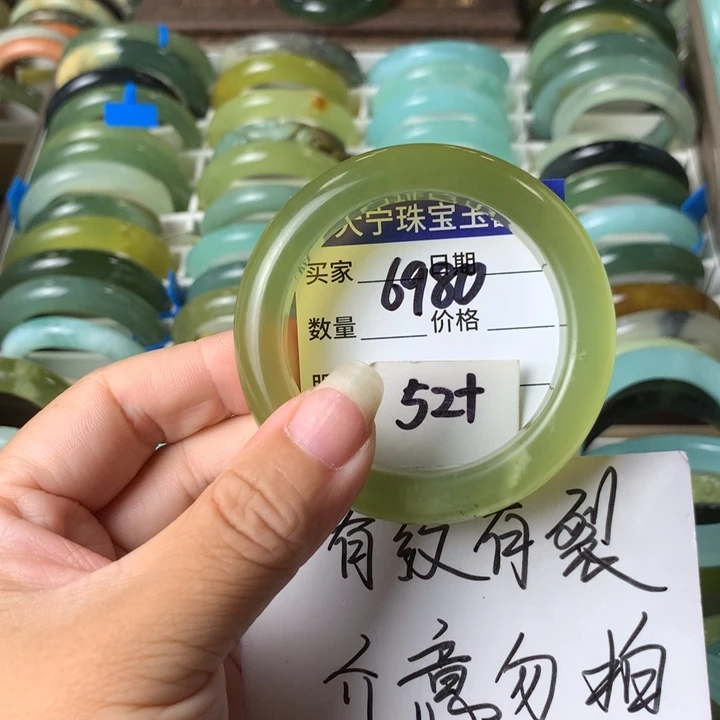 天宁珠宝玉
买家 日期
6980
数量 价格
52+
有纹有裂
介意勿拍